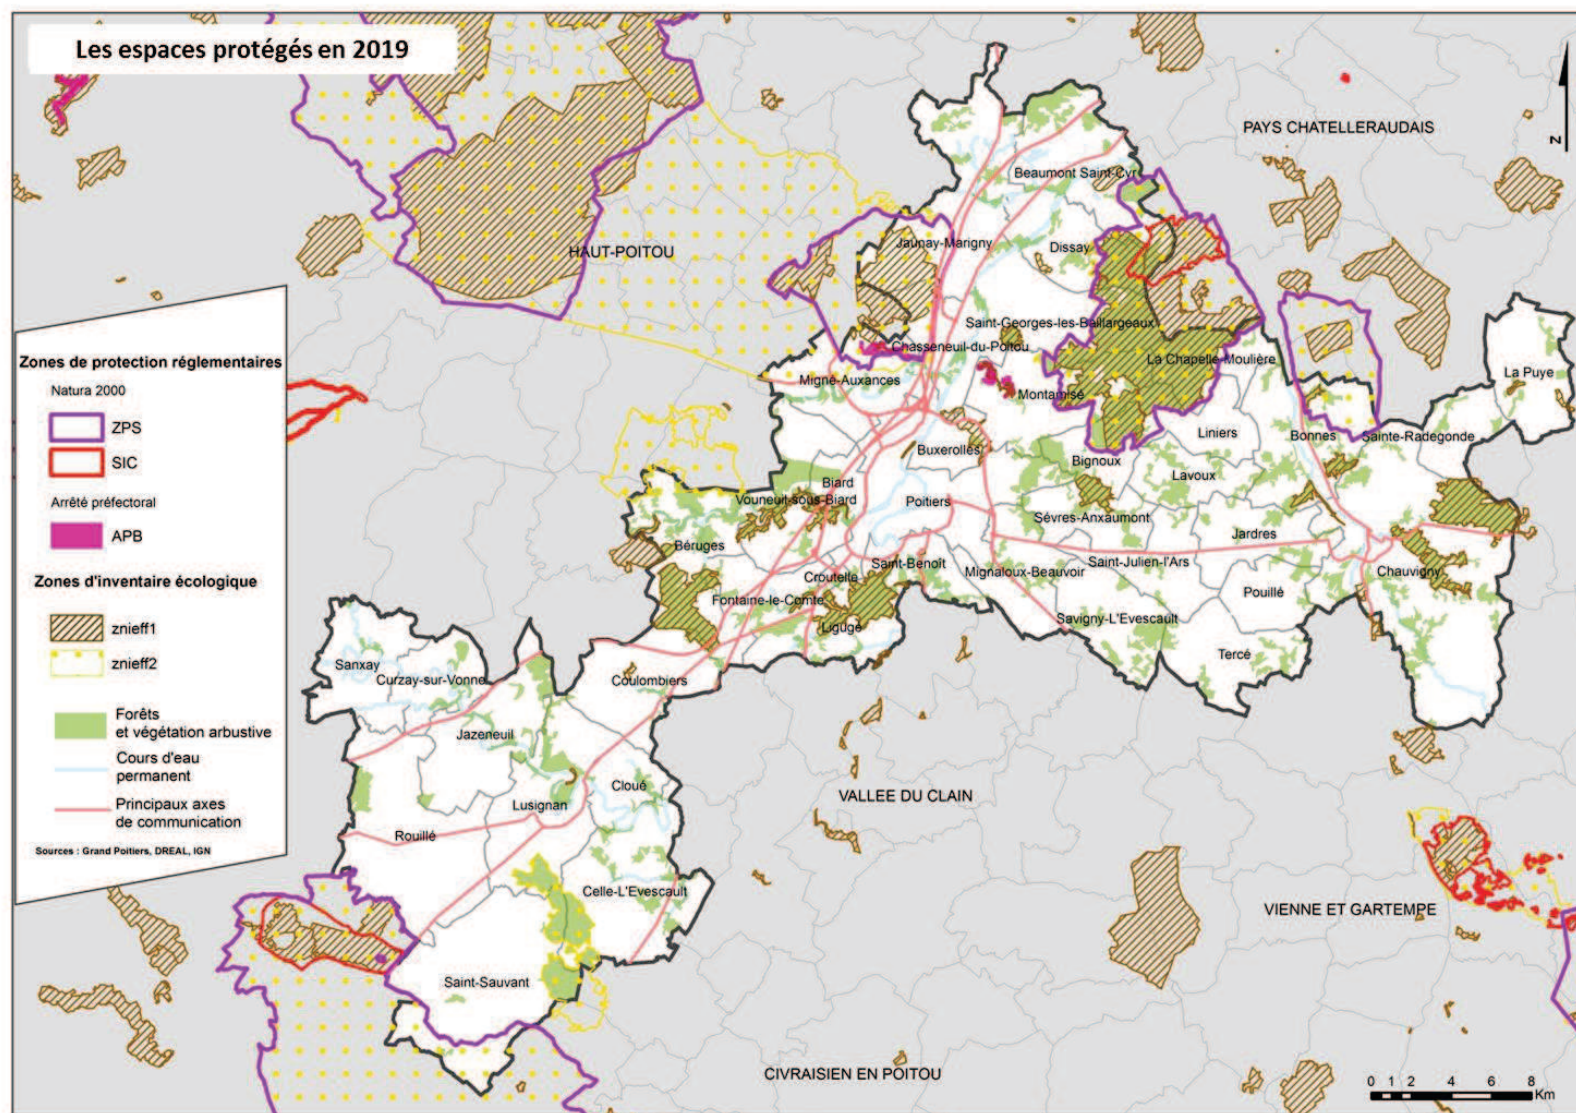 Les espaces protégés en 2019
N
PAYS CHATELLERAUDAIS
Beaumont Saint-Cyr
HAUT-POITOU
Jaunay-Marigny
Dissay
Saint-Georges-les-Baillargeaux
Chasseneuil-du-Poitou
La Chapelle-Moulière
La Puye
Migné-Auxances
Montamisé
Liniers
Bonnes
Sainte-Radegonde
Buxerolles
Bignoux
Lavoux
Biard
Vouneuil-sous-Biard
Poitiers
Sèvres-Anxaumont
Jardres
Béruges
Saint-Benoît
Mignaloux-Beauvoir
Saint-Julien-l'Ars
Chauvigny
Croutelle
Fontaine-le-Comte
Pouillé
Ligugé
Savigny-L'Evescault
Tercé
Sanxay
Curzay-sur-Vonne
Coulombiers
Jazeneuil
Cloué
Lusignan
VALLEE DU CLAIN
Rouillé
Celle-L'Evescault
VIENNE ET GARTEMPE
Saint-Sauvant
CIVRAISIEN EN POITOU
Zones de protection réglementaires
Natura 2000
ZPS
SIC
Arrêté préfectoral
APB
Zones d'inventaire écologique
znieff1
znieff2
Forêts
et végétation arbustive
Cours d'eau
permanent
Principaux axes
de communication
Sources : Grand Poitiers, DREAL, IGN
0 1 2 4 6 8
Km